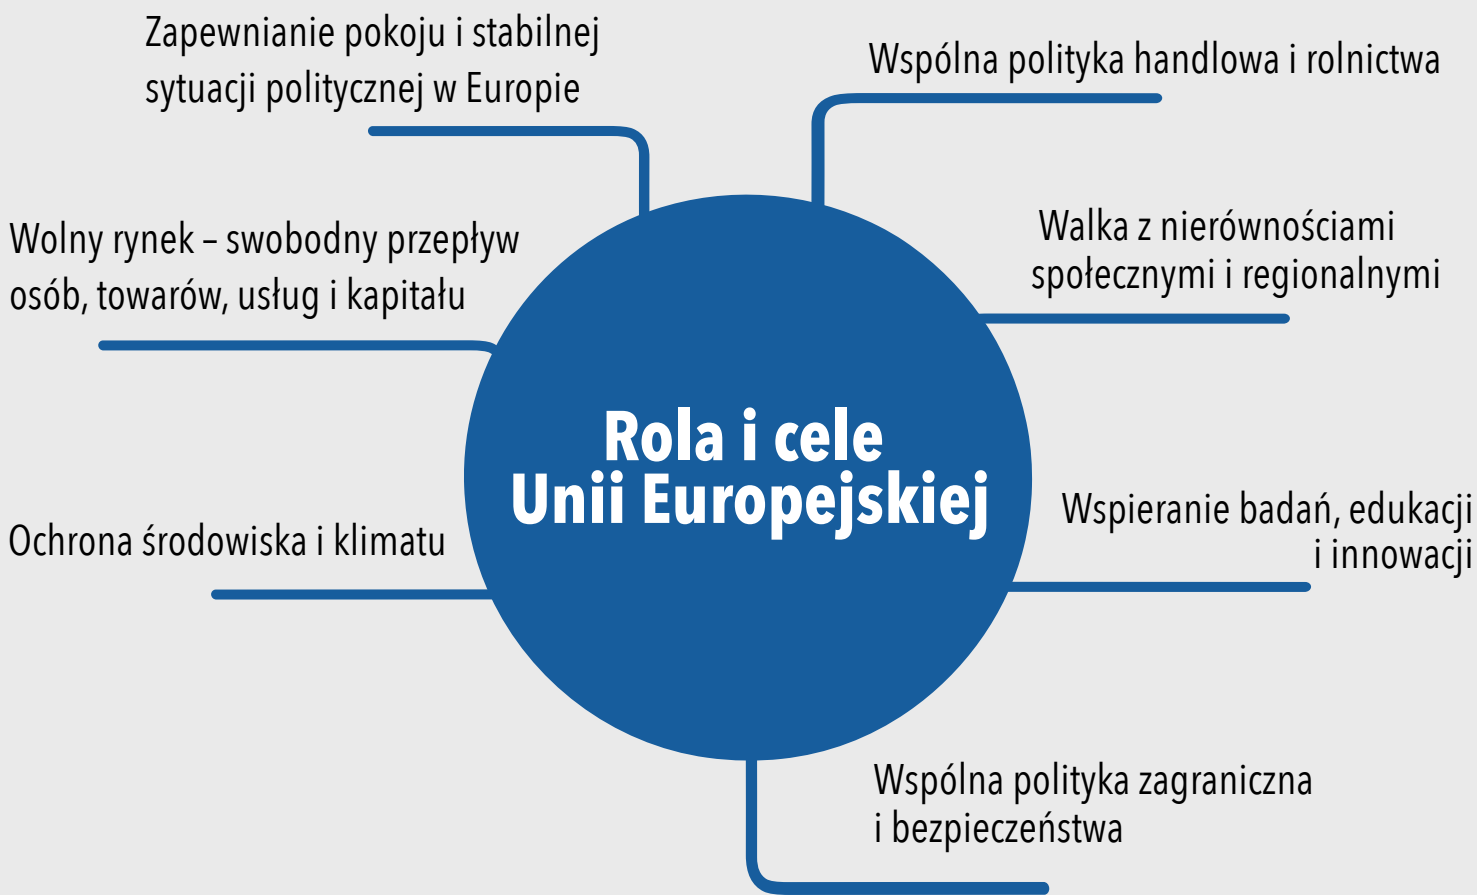 Zapewnianie pokoju i stabilnej
sytuacji politycznej w Europie
Wspólna polityka handlowa i rolnictwa
Wolny rynek – swobodny przepływ
osób, towarów, usług i kapitału
Walka z nierównościami
społecznymi i regionalnymi
Rola i cele
Unii Europejskiej
Ochrona środowiska i klimatu
Wspieranie badań, edukacji
i innowacji
Wspólna polityka zagraniczna
i bezpieczeństwa